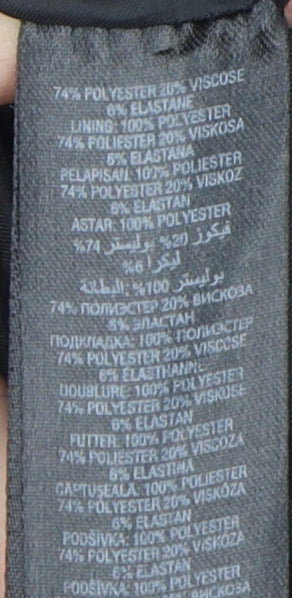 74% POLYESTER 20% VISCOSE
6% ELASTANE
LINING: 100% POLYESTER
74% POLIESTER 20% VISKOSA
6% ELASTANA
PELAPISAN: 100% POLIESTER
74% POLYESTER 20% VISKOZ
6% ELASTAN
ASTAR: 100% POLYESTER
74% بوليستر 20% فيكوز
6% ليكرا
البطانة: 100% بوليستر
74% ПОЛИЭСТЕР 20% ВИСКОЗА
6% ЭЛАСТАН
ПОДКЛАДКА: 100% ПОЛИЭСТЕР
74% POLYESTER 20% VISCOSE
6% ELASTHANNE
DOUBLURE: 100% POLYESTER
74% POLYESTER 20% VISKOSE
6% ELASTAN
FUTTER: 100% POLYESTER
74% POLIESTER 20% VISCOZA
6% ELASTINA
CAPTUSEALA: 100% POLIESTER
74% POLYESTER 20% VISKÓZA
6% ELASTAN
PODŠÍVKA: 100% POLYESTER
74% POLYESTER 20% VISKÓZA
6% ELASTAN
PODŠÍVKA: 100% POLYESTER